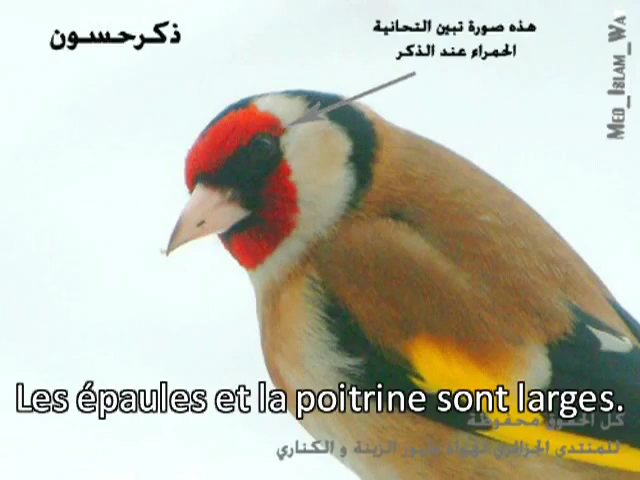 ذكرحسون
هذه صورة تبين التحانية
الحمراء عند الذكر
Med_Islam_Way
Les épaules et la poitrine sont larges.
كل الحقوق محفوظة
للمنتدى الجزائري لهواة طيور الزينة و الكناري